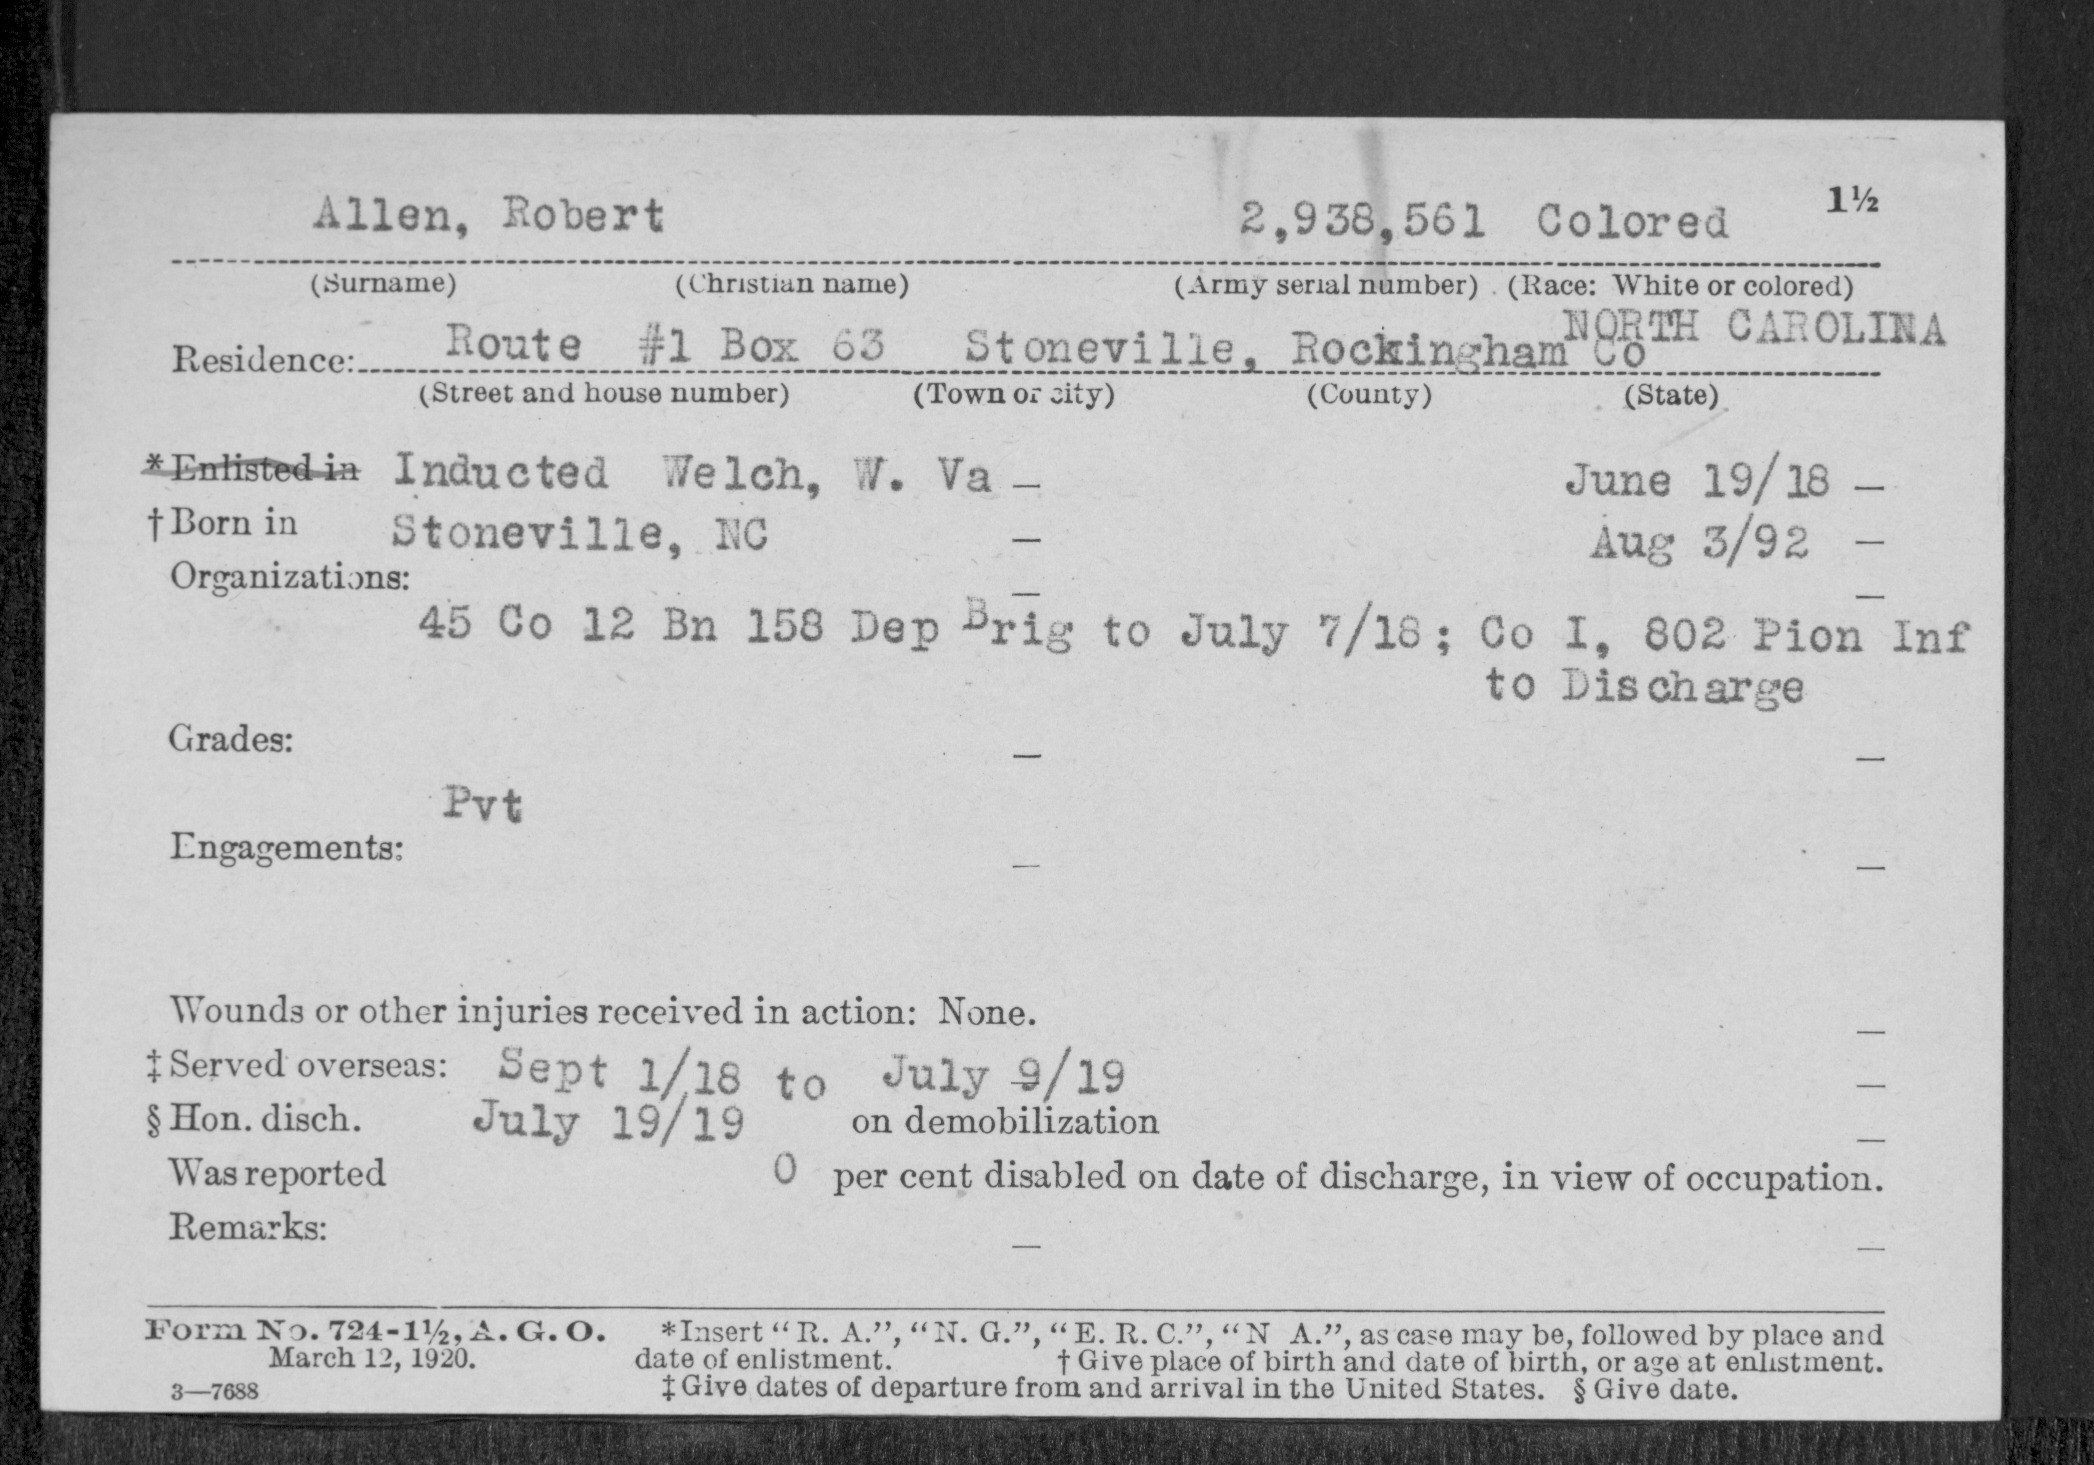 Allen, Robert 2,938,561 Colored 1½
(Surname) (Christian name) (Army serial number) (Race: White or colored)
NORTH CAROLINA
Residence: Route #1 Box 63 Stoneville, Rockingham Co
(Street and house number) (Town or city) (County) (State)
*Enlisted in Inducted Welch, W. Va — June 19/18 —
†Born in Stoneville, NC — Aug 3/92 —
Organizations: — —
45 Co 12 Bn 158 Dep Brig to July 7/18; Co I, 802 Pion Inf
to Discharge
Grades: — —
Pvt
Engagements: — —
Wounds or other injuries received in action: None. —
‡Served overseas: Sept 1/18 to July 9/19 —
§Hon. disch. July 19/19 on demobilization —
Was reported 0 per cent disabled on date of discharge, in view of occupation.
Remarks: — —
Form No. 724-1½, A. G. O. *Insert "R. A.", "N. G.", "E. R. C.", "N A.", as case may be, followed by place and
March 12, 1920. date of enlistment. †Give place of birth and date of birth, or age at enlistment.
3—7688 ‡Give dates of departure from and arrival in the United States. §Give date.